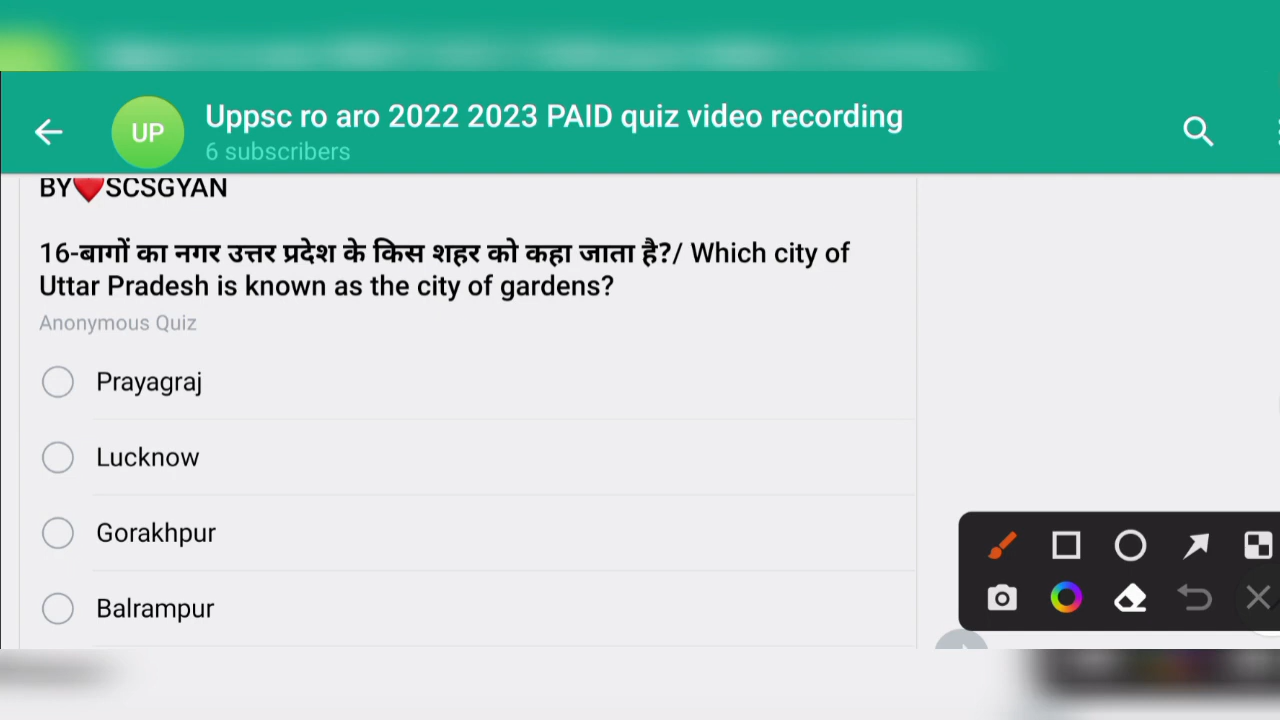 UP
Uppsc ro aro 2022 2023 PAID quiz video recording
6 subscribers
BY❤️SCSGYAN
16-बागों का नगर उत्तर प्रदेश के किस शहर को कहा जाता है?/ Which city of
Uttar Pradesh is known as the city of gardens?
Anonymous Quiz
Prayagraj
Lucknow
Gorakhpur
Balrampur